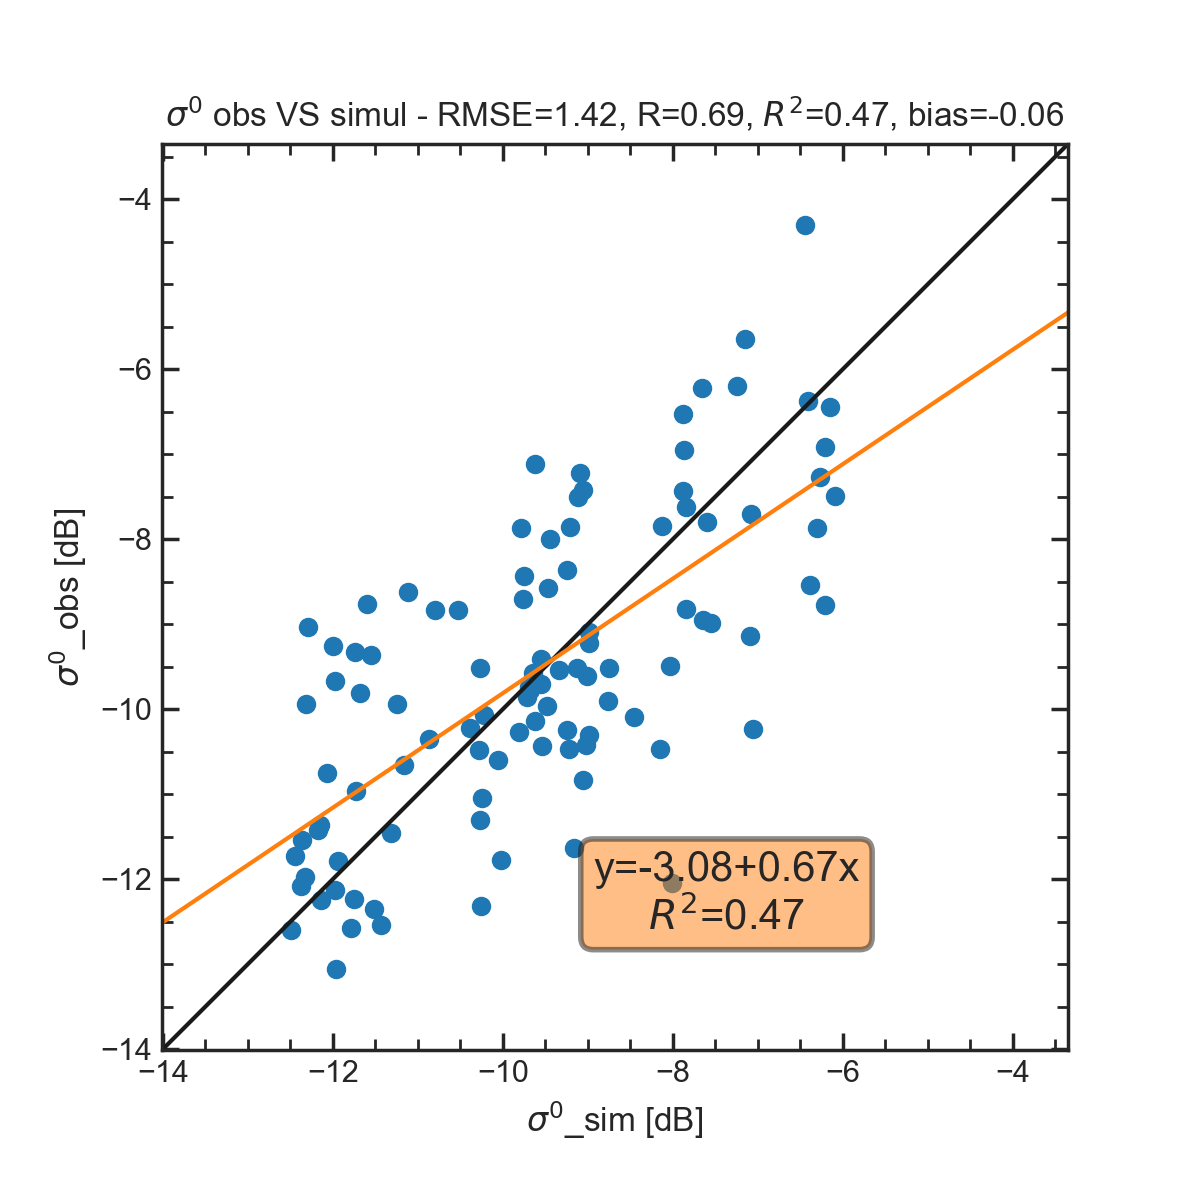 σ⁰ obs VS simul - RMSE=1.42, R=0.69, R²=0.47, bias=-0.06
−4
−6
−8
−10
−12
−14
σ⁰_obs [dB]
y=-3.08+0.67x
R²=0.47
−14 −12 −10 −8 −6 −4
σ⁰_sim [dB]